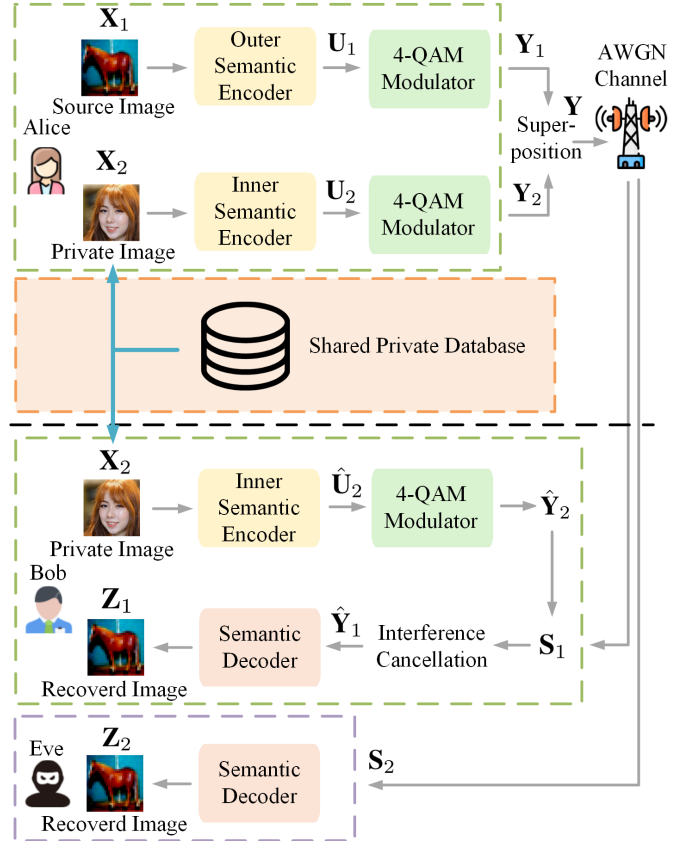 X₁
Source Image
Outer
Semantic
Encoder
U₁
4-QAM
Modulator
Y₁
AWGN
Channel
Alice
Super-
position
Y
X₂
Private Image
Inner
Semantic
Encoder
U₂
4-QAM
Modulator
Y₂
Shared Private Database
X₂
Private Image
Inner
Semantic
Encoder
Û₂
4-QAM
Modulator
Ŷ₂
Bob
Z₁
Recoverd Image
Semantic
Decoder
Ŷ₁
Interference
Cancellation
S₁
Eve
Z₂
Recoverd Image
Semantic
Decoder
S₂